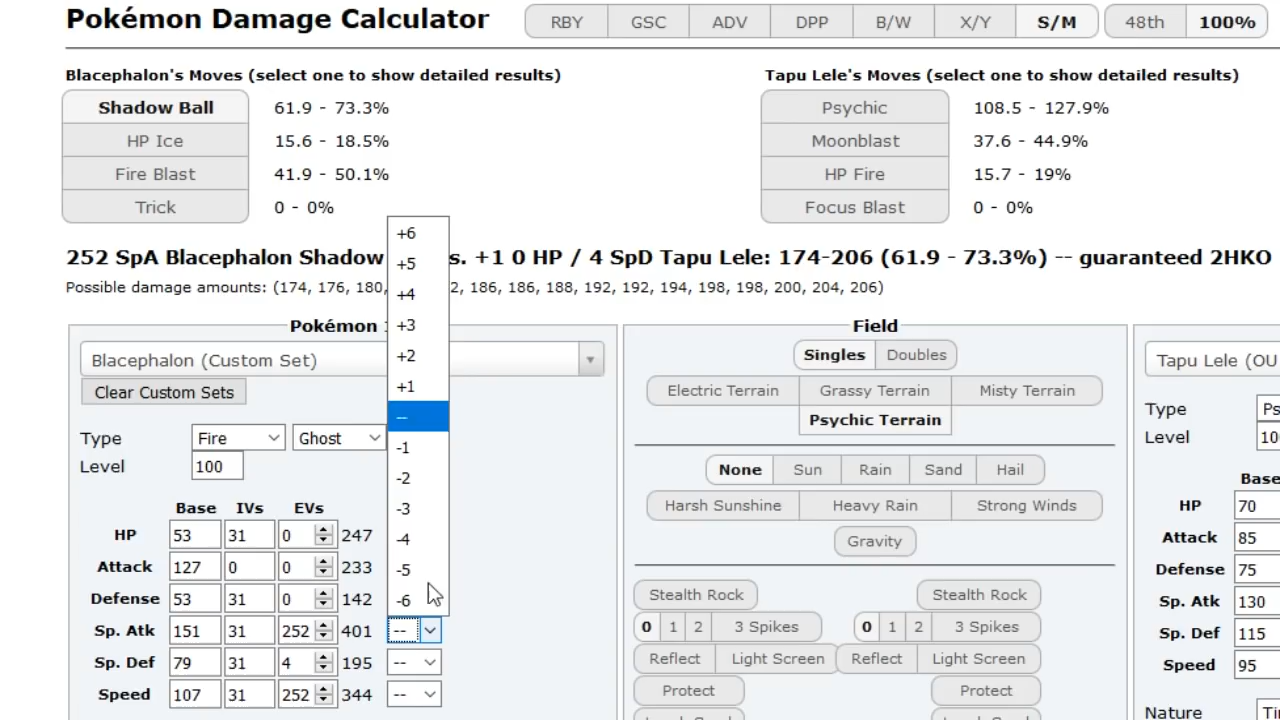 Pokémon Damage Calculator RBY GSC ADV DPP B/W X/Y S/M 48th 100%
Blacephalon's Moves (select one to show detailed results) Tapu Lele's Moves (select one to show detailed results)
Shadow Ball 61.9 - 73.3% Psychic 108.5 - 127.9%
HP Ice 15.6 - 18.5% Moonblast 37.6 - 44.9%
Fire Blast 41.9 - 50.1% HP Fire 15.7 - 19%
Trick 0 - 0% Focus Blast 0 - 0%
+6
252 SpA Blacephalon Shadow s. +1 0 HP / 4 SpD Tapu Lele: 174-206 (61.9 - 73.3%) -- guaranteed 2HKO
+5
Possible damage amounts: (174, 176, 180, 2, 186, 186, 188, 192, 192, 194, 198, 198, 200, 204, 206)
+4
+3
Pokémon Field
+2
Blacephalon (Custom Set) Singles Doubles Tapu Lele (OU
+1
Clear Custom Sets Electric Terrain Grassy Terrain Misty Terrain
--
Psychic Terrain
Type Fire Ghost Type Ps
-1
Level 100 Level 10
None Sun Rain Sand Hail
-2
Base IVs EVs Base
-3
Harsh Sunshine Heavy Rain Strong Winds
HP 53 31 0 247 HP 70
-4
Gravity
Attack 127 0 0 233 Attack 85
-5
Defense 53 31 0 142 Defense 75
-6
Stealth Rock Stealth Rock
Sp. Atk 151 31 252 401 -- Sp. Atk 130
0 1 2 3 Spikes 0 1 2 3 Spikes
Sp. Def 79 31 4 195 -- Sp. Def 115
Reflect Light Screen Reflect Light Screen
Speed 107 31 252 344 -- Speed 95
Protect Protect
Nature Ti